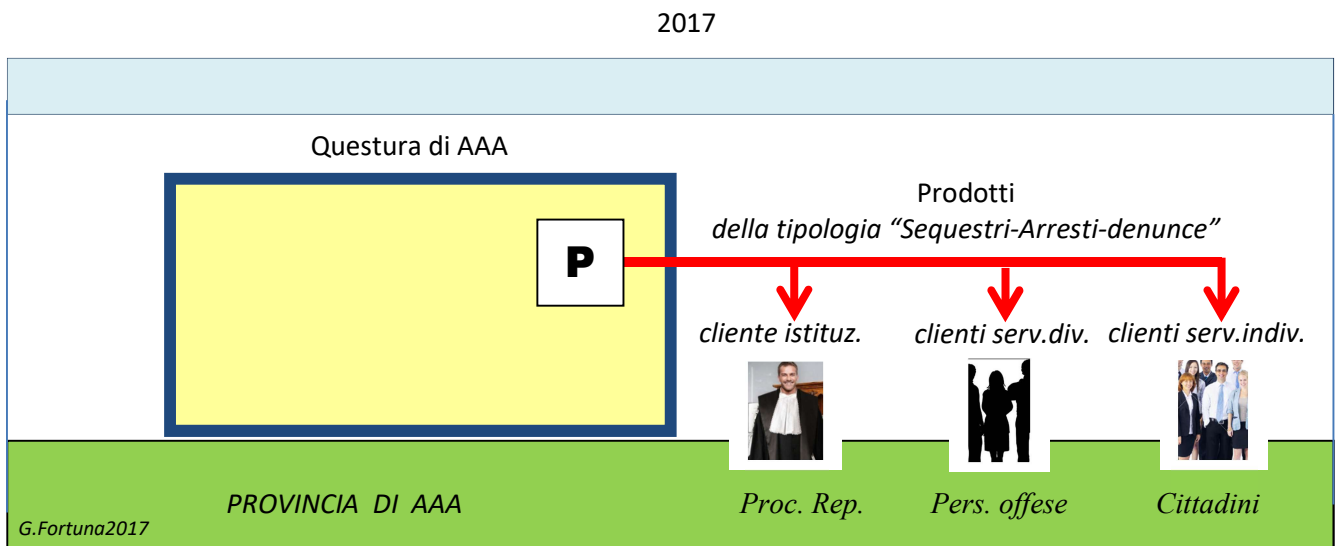 2017
Questura di AAA
Prodotti
della tipologia “Sequestri-Arresti-denunce”
P
cliente istituz. clienti serv.div. clienti serv.indiv.
PROVINCIA DI AAA
Proc. Rep. Pers. offese Cittadini
G.Fortuna2017